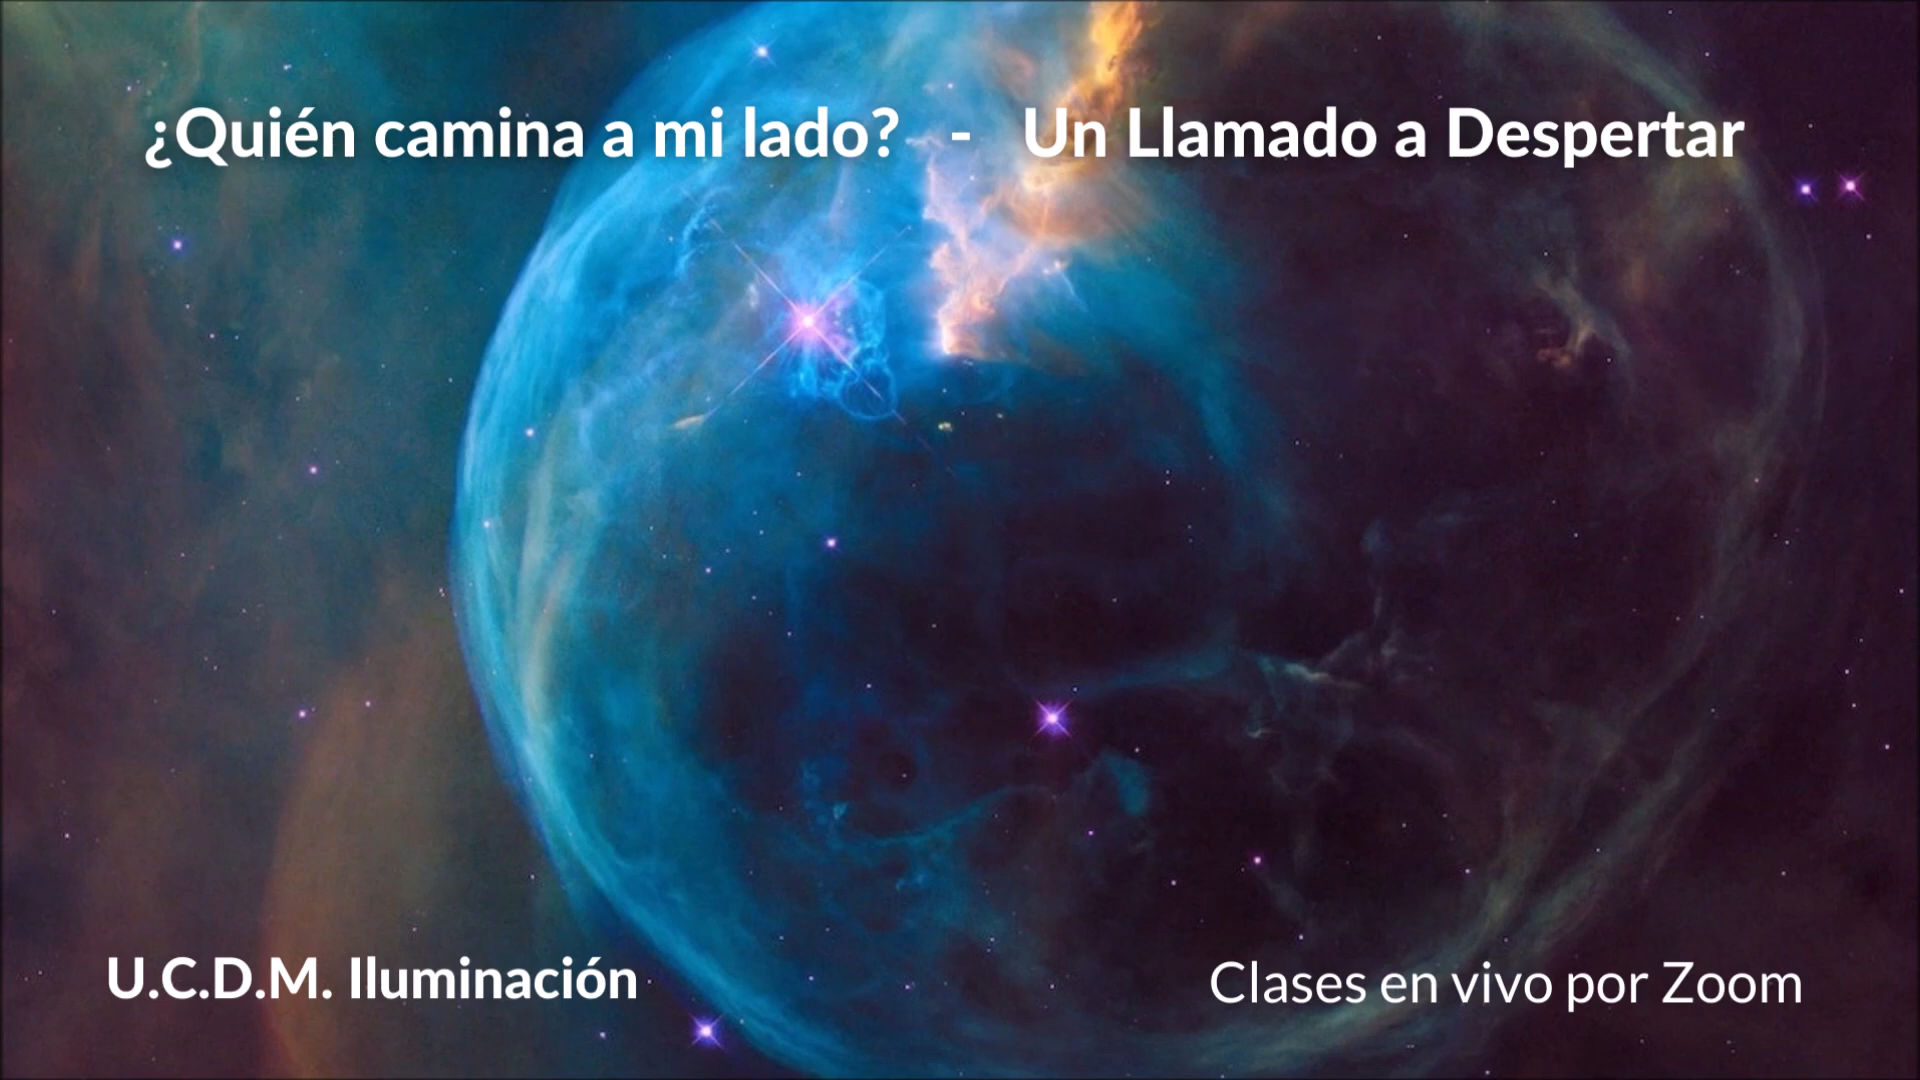 ¿Quién camina a mi lado? - Un Llamado a Despertar
U.C.D.M. Iluminación
Clases en vivo por Zoom